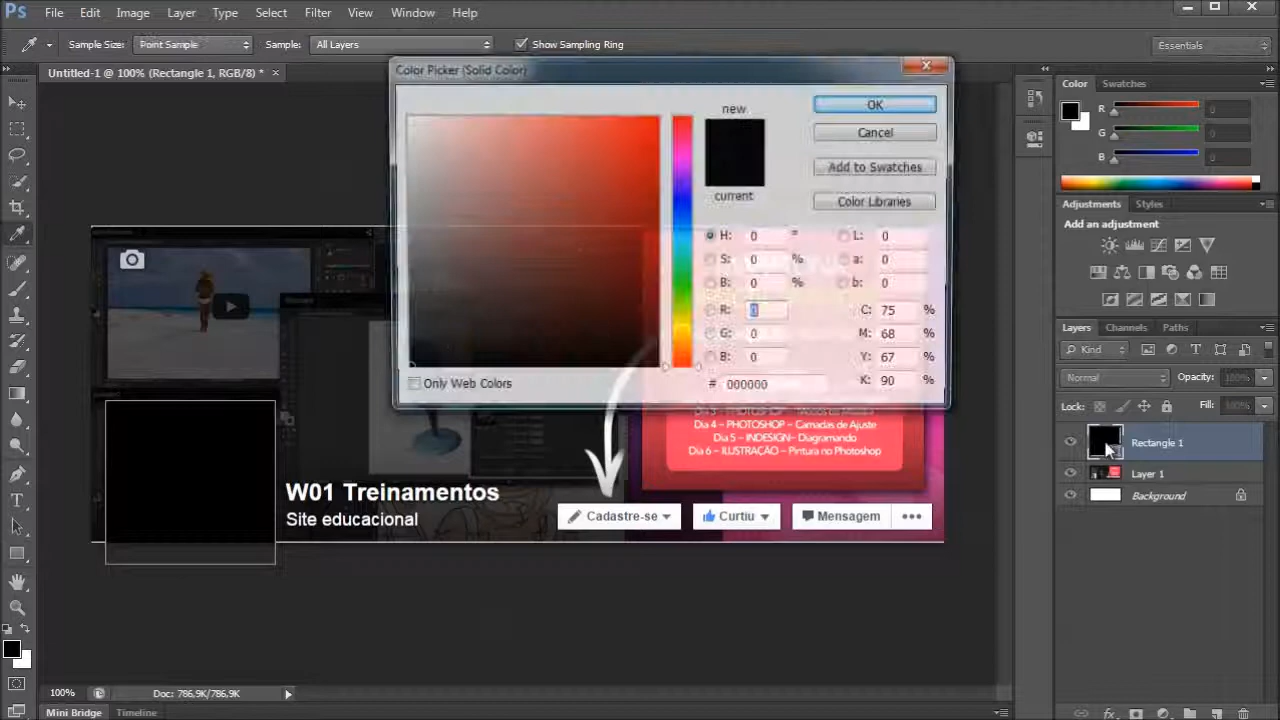 Ps File Edit Image Layer Type Select Filter View Window Help
Sample Size: Point Sample Sample: All Layers Show Sampling Ring Essentials
Untitled-1 @ 100% (Rectangle 1, RGB/8) *
Color Picker (Solid Color)
new
current
OK
Cancel
Add to Swatches
Color Libraries
H: 0 °
S: 0 %
B: 0 %
R: 0
G: 0
B: 0
# 000000
L: 0
a: 0
b: 0
C: 75 %
M: 68 %
Y: 67 %
K: 90 %
Only Web Colors
Dia 4 – PHOTOSHOP – Camadas de Ajuste
Dia 5 – INDESIGN– Diagramando
Dia 6 – ILUSTRAÇÃO – Pintura no Photoshop
W01 Treinamentos
Site educacional
Cadastre-se Curtiu Mensagem •••
100% Doc: 786,9K/786,9K
Mini Bridge Timeline
Color Swatches
R 0
G 0
B 0
Adjustments Styles
Add an adjustment
Layers Channels Paths
Kind
Normal Opacity: 100%
Lock: Fill: 100%
Rectangle 1
Layer 1
Background
fx